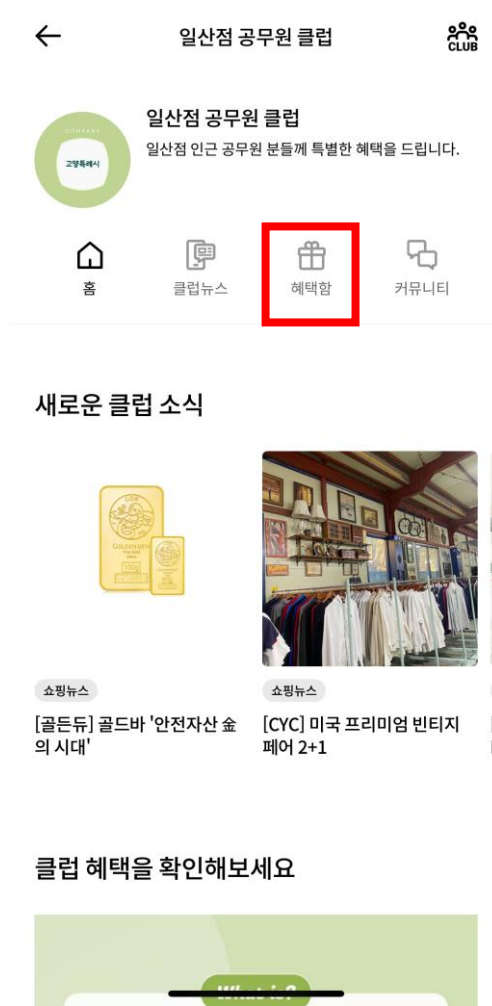 일산점 공무원 클럽
CLUB
COMPANY
고양특례시
일산점 공무원 클럽
일산점 인근 공무원 분들께 특별한 혜택을 드립니다.
홈
클럽뉴스
혜택함
커뮤니티
새로운 클럽 소식
쇼핑뉴스
[골든듀] 골드바 '안전자산 金
의 시대'
쇼핑뉴스
[CYC] 미국 프리미엄 빈티지
페어 2+1
클럽 혜택을 확인해보세요
What is?